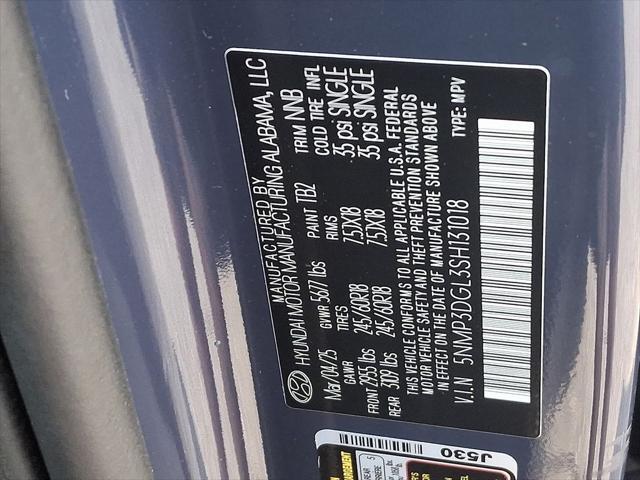 MANUFACTURED BY
HYUNDAI MOTOR MANUFACTURING ALABAMA, LLC
Mar/04/25 GVWR 5677 lbs PAINT TB2 TRIM NNB
GAWR TIRES RIMS COLD TIRE INFL
FRONT 2955 lbs 245/60R18 7.5JX18 35 psi SINGLE
REAR 3109 lbs 245/60R18 7.5JX18 35 psi SINGLE
THIS VEHICLE CONFORMS TO ALL APPLICABLE U.S.A. FEDERAL
MOTOR VEHICLE SAFETY AND THEFT PREVENTION STANDARDS
IN EFFECT ON THE DATE OF MANUFACTURE SHOWN ABOVE
V.I.N 5NMP3DGL3SH131018 TYPE: MPV
J530